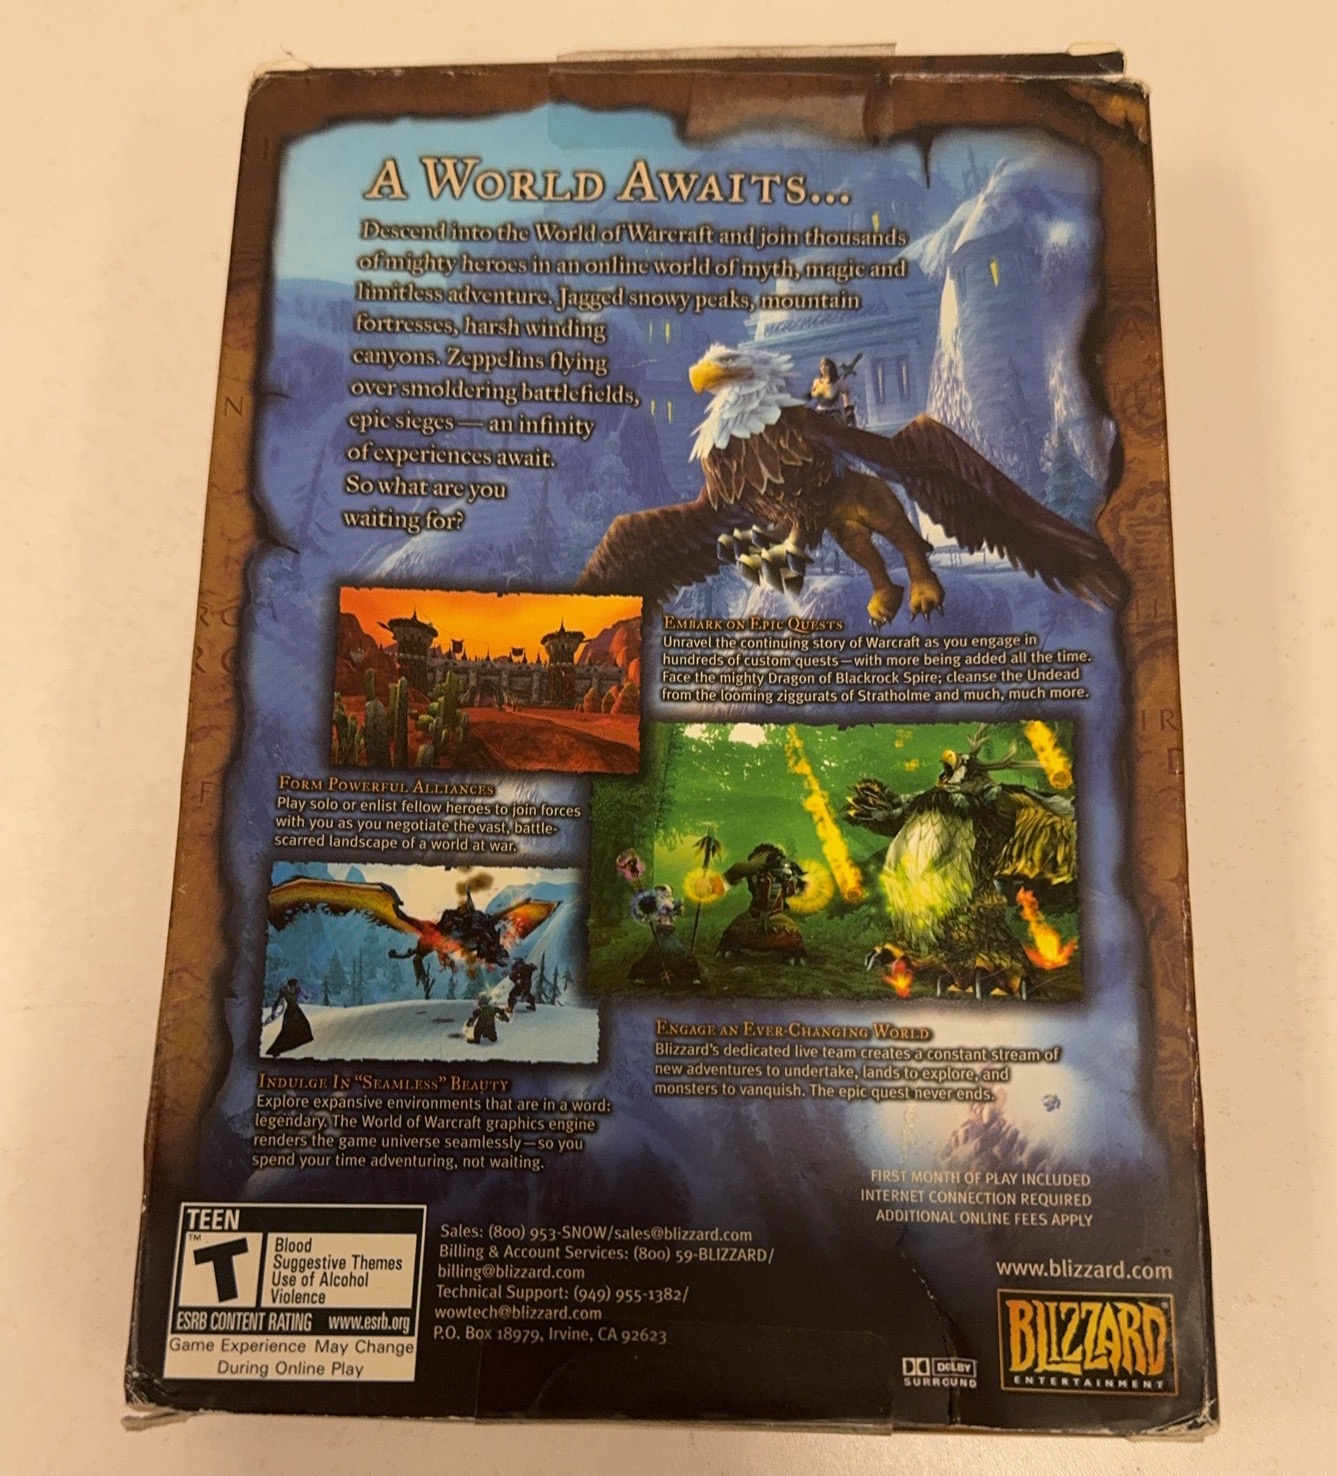 A World Awaits...
Descend into the World of Warcraft and join thousands
of mighty heroes in an online world of myth, magic and
limitless adventure. Jagged snowy peaks, mountain
fortresses, harsh winding
canyons. Zeppelins flying
over smoldering battlefields,
epic sieges — an infinity
of experiences await.
So what are you
waiting for?
Embark on Epic Quests
Unravel the continuing story of Warcraft as you engage in
hundreds of custom quests—with more being added all the time.
Face the mighty Dragon of Blackrock Spire; cleanse the Undead
from the looming ziggurats of Stratholme and much, much more.
Form Powerful Alliances
Play solo or enlist fellow heroes to join forces
with you as you negotiate the vast, battle-
scarred landscape of a world at war.
Engage an Ever-Changing World
Blizzard's dedicated live team creates a constant stream of
new adventures to undertake, lands to explore, and
monsters to vanquish. The epic quest never ends.
Indulge In "Seamless" Beauty
Explore expansive environments that are in a word:
legendary. The World of Warcraft graphics engine
renders the game universe seamlessly—so you
spend your time adventuring, not waiting.
FIRST MONTH OF PLAY INCLUDED
INTERNET CONNECTION REQUIRED
ADDITIONAL ONLINE FEES APPLY
TEEN
T
TM
Blood
Suggestive Themes
Use of Alcohol
Violence
ESRB CONTENT RATING www.esrb.org
Game Experience May Change
During Online Play
Sales: (800) 953-SNOW/sales@blizzard.com
Billing & Account Services: (800) 59-BLIZZARD/
billing@blizzard.com
Technical Support: (949) 955-1382/
wowtech@blizzard.com
P.O. Box 18979, Irvine, CA 92623
www.blizzard.com
DOLBY
SURROUND
BLIZZARD®
ENTERTAINMENT